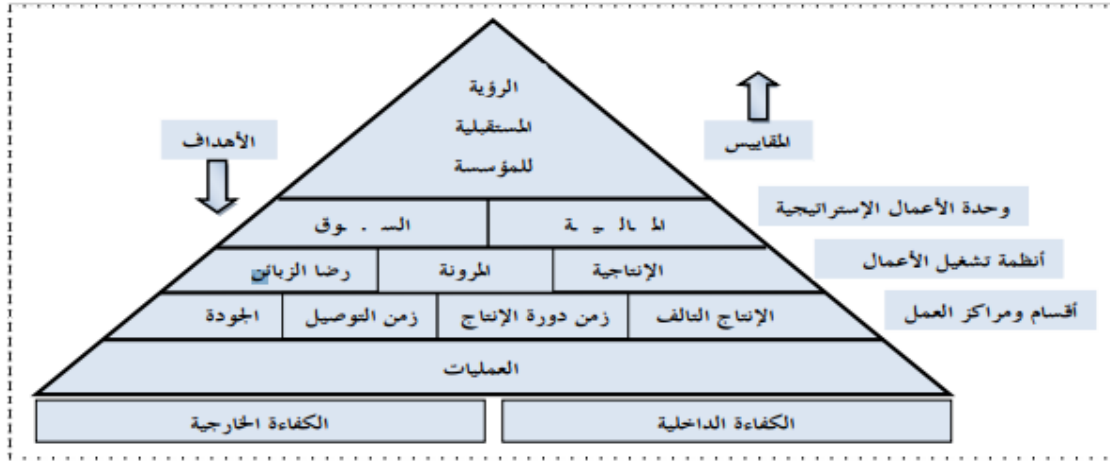 الرؤية
المستقبلية
للمؤسسة
المقاييس
الأهداف
وحدة الأعمال الإستراتيجية
المالية
السوق
أنظمة تشغيل الأعمال
الإنتاجية
المرونة
رضا الزبائن
أقسام ومراكز العمل
الإنتاج التالف
زمن دورة الإنتاج
زمن التوصيل
الجودة
العمليات
الكفاءة الداخلية
الكفاءة الخارجية